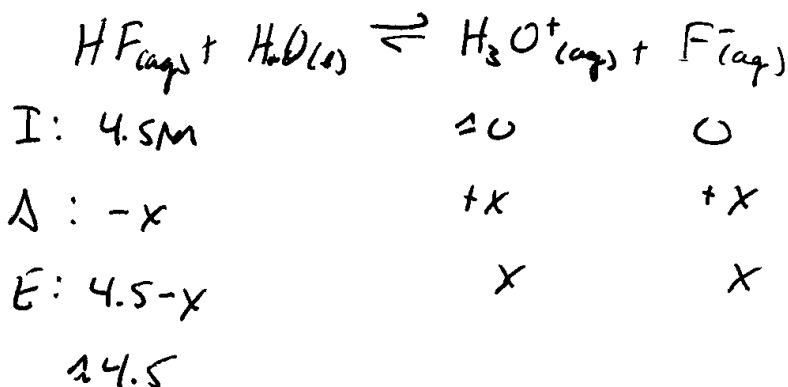 HF(aq) + H₂O(l) ⇌ H₃O⁺(aq) + F⁻(aq)
I: 4.5M ≈0 0
Δ: -x +x +x
E: 4.5-x x x
≈4.5